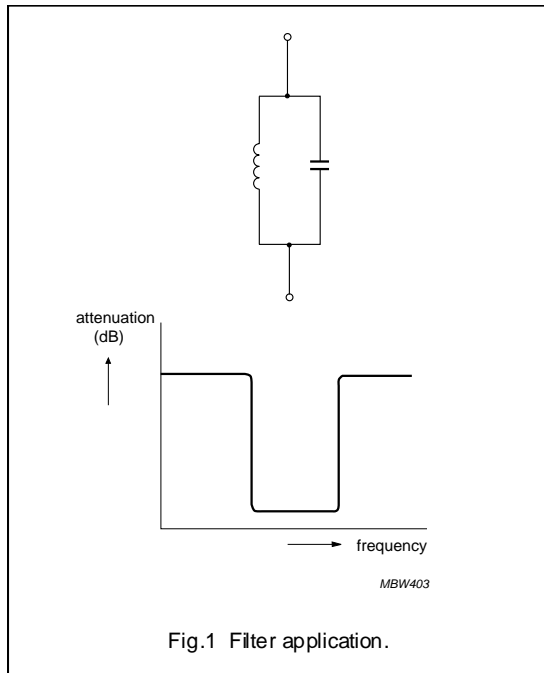 attenuation
(dB)
frequency
MBW403
Fig.1 Filter application.